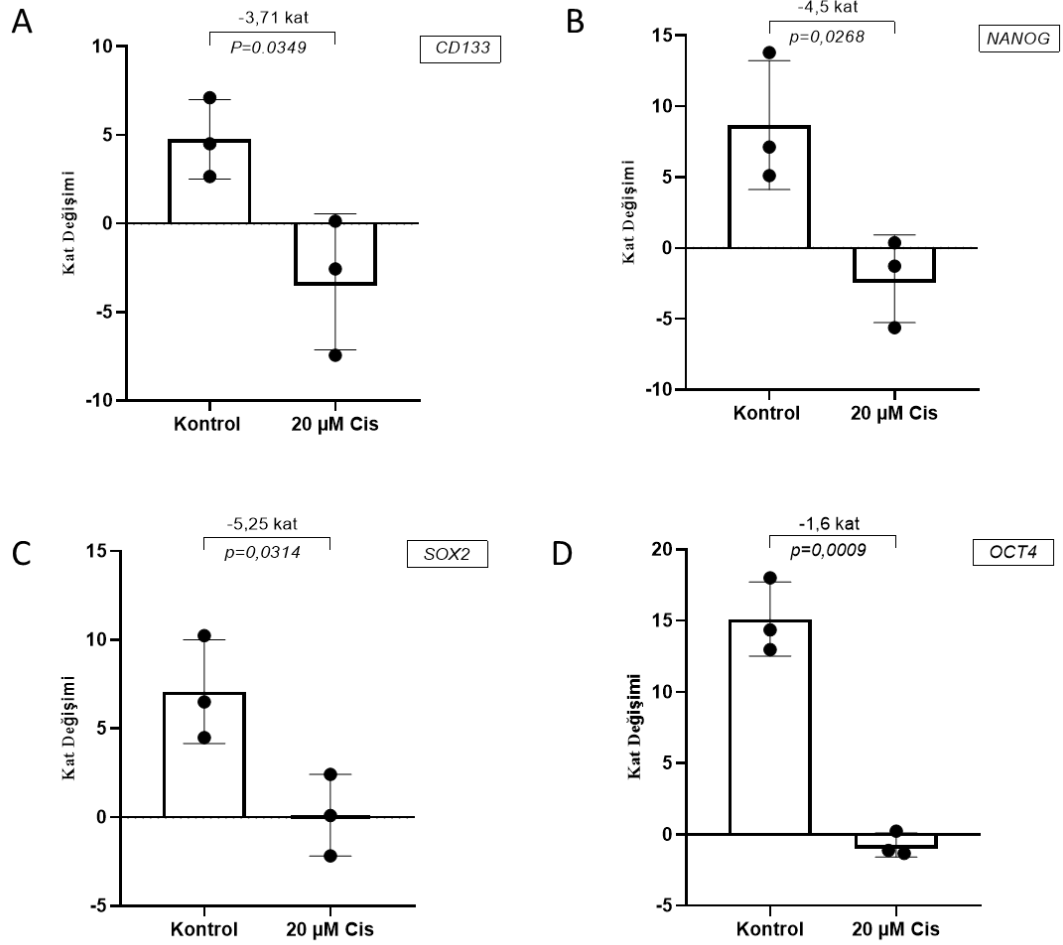 A
-3,71 kat
P=0.0349
CD133
Kat Değişimi
10
5
0
-5
-10
Kontrol
20 µM Cis
B
-4,5 kat
p=0,0268
NANOG
Kat Değişimi
15
10
5
0
-5
-10
Kontrol
20 µM Cis
C
-5,25 kat
p=0,0314
SOX2
Kat Değişimi
15
10
5
0
-5
Kontrol
20 µM Cis
D
-1,6 kat
p=0,0009
OCT4
Kat Değişimi
20
15
10
5
0
-5
Kontrol
20 µM Cis